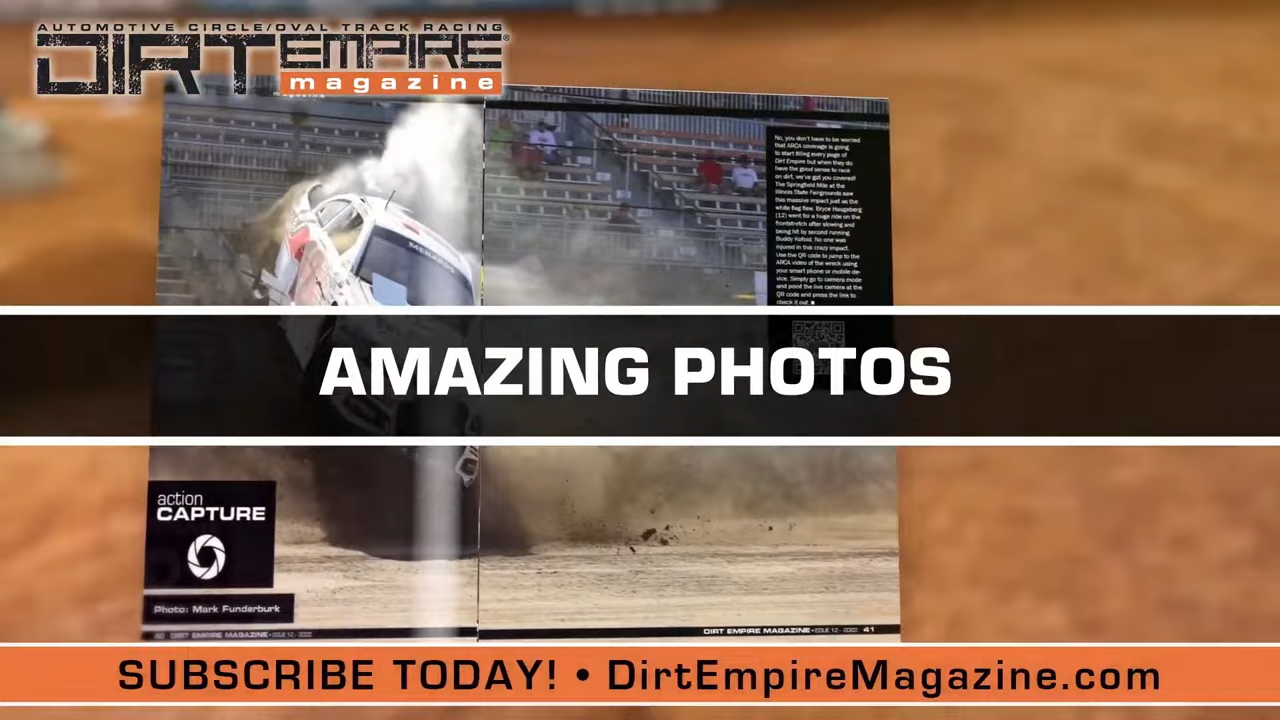 AUTOMOTIVE CIRCLE/OVAL TRACK RACING
DIRT EMPIRE®
magazine
No, you don't have to be worried
that ARCA coverage is going
to start filling every page of
Dirt Empire but when they do
have the good sense to race
on dirt, we've got you covered!
The Springfield Mile at the
Illinois State Fairgrounds saw
this massive impact just as the
white flag flew. Bryce Haugeberg
(12) went for a huge ride on the
frontstretch after slowing and
being hit by second running
Buddy Kofoid. No one was
injured in this crazy impact.
Use the QR code to jump to the
ARCA video of the wreck using
your smart phone or mobile de-
vice. Simply go to camera mode
and point the live camera at the
QR code and press the link to
check it out.
MENARDS
AMAZING PHOTOS
action
CAPTURE
Photo: Mark Funderburk
40 DIRT EMPIRE MAGAZINE • ISSUE 12 - 2022
DIRT EMPIRE MAGAZINE • ISSUE 12 - 2022 41
SUBSCRIBE TODAY! • DirtEmpireMagazine.com